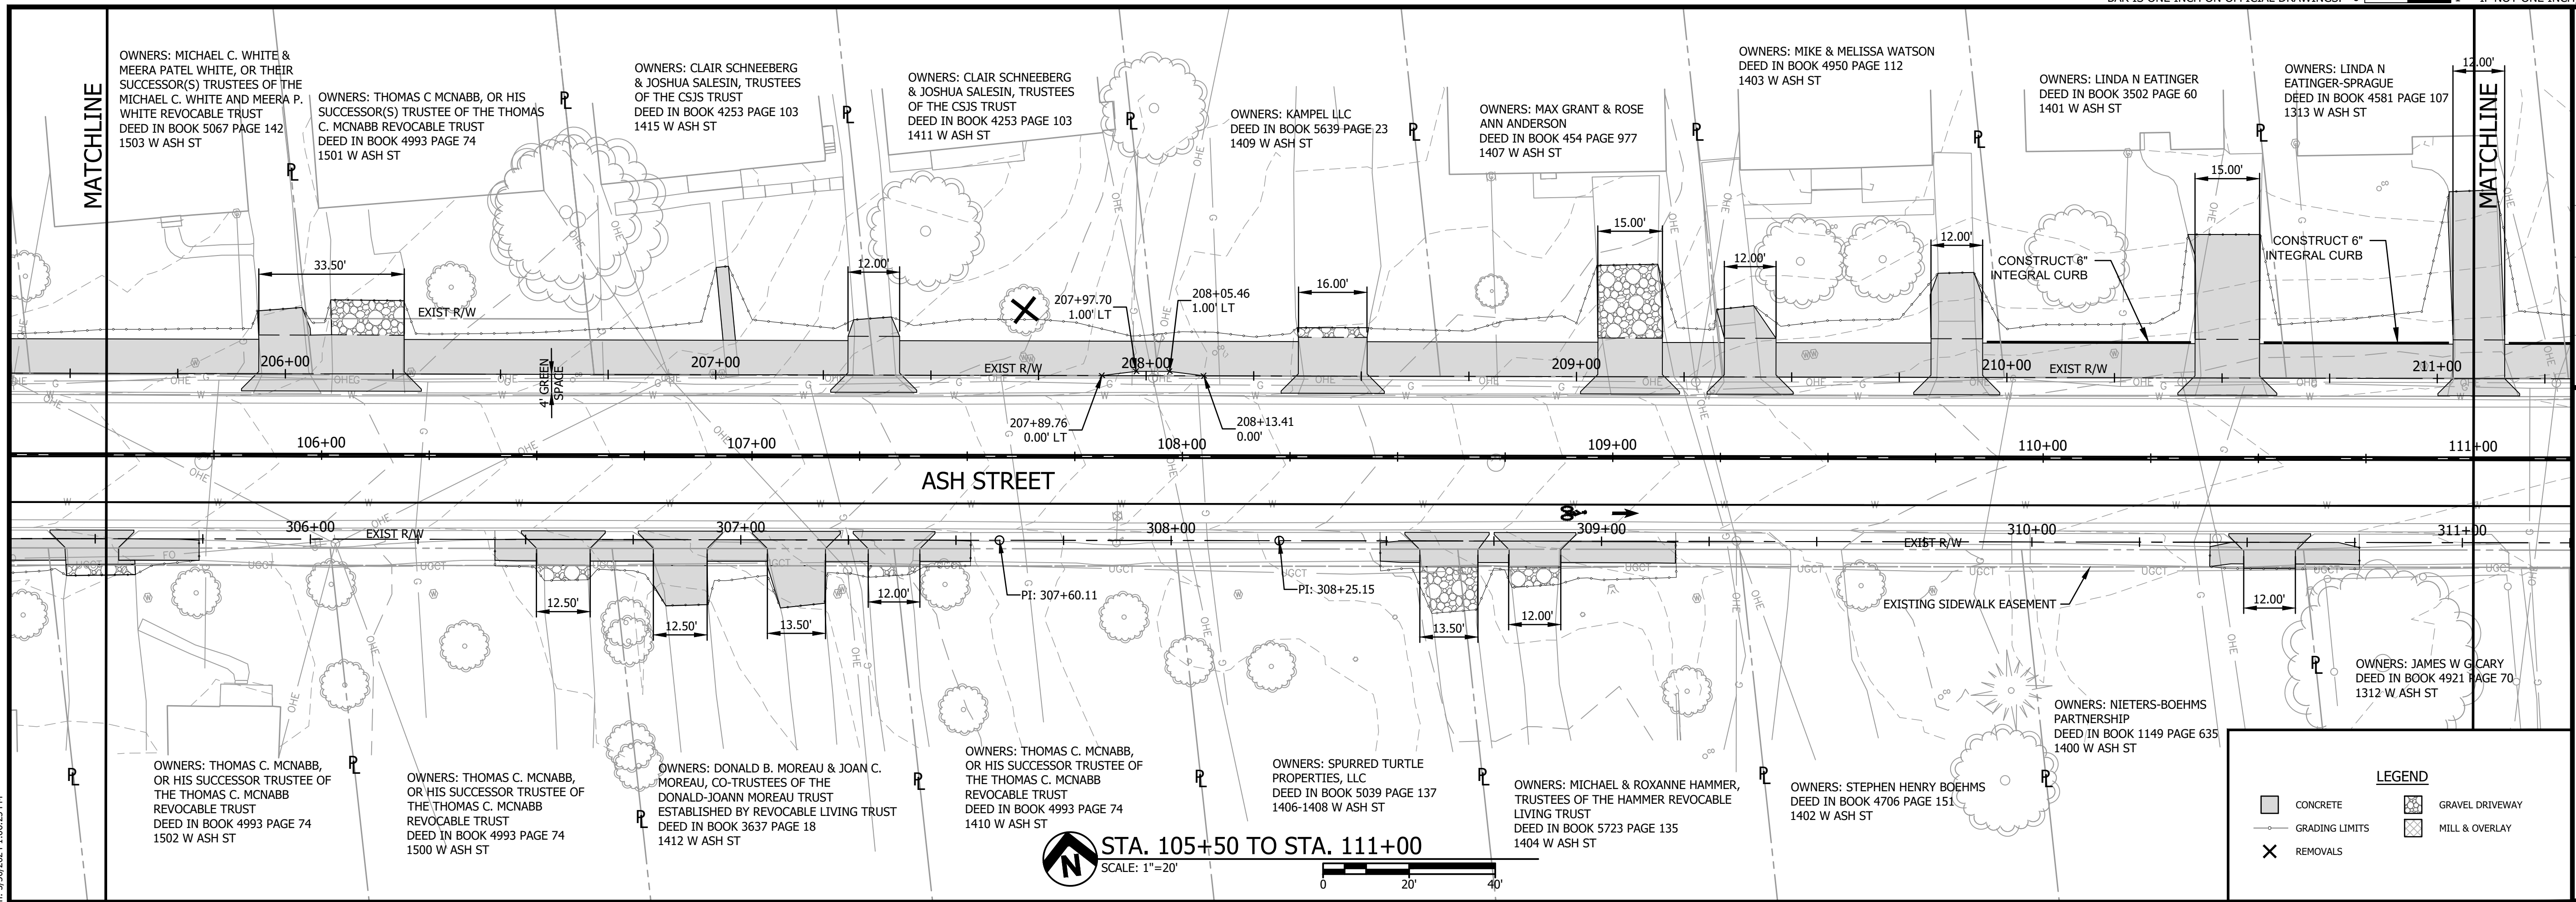 BAR IS ONE INCH ON OFFICIAL DRAWINGS.
IF NOT ONE INCH
MATCHLINE
OWNERS: MICHAEL C. WHITE &
MEERA PATEL WHITE, OR THEIR
SUCCESSOR(S) TRUSTEES OF THE
MICHAEL C. WHITE AND MEERA P.
WHITE REVOCABLE TRUST
DEED IN BOOK 5067 PAGE 142
1503 W ASH ST
OWNERS: THOMAS C MCNABB, OR HIS
SUCCESSOR(S) TRUSTEE OF THE THOMAS
C. MCNABB REVOCABLE TRUST
DEED IN BOOK 4993 PAGE 74
1501 W ASH ST
OWNERS: CLAIR SCHNEEBERG
& JOSHUA SALESIN, TRUSTEES
OF THE CSJS TRUST
DEED IN BOOK 4253 PAGE 103
1415 W ASH ST
OWNERS: CLAIR SCHNEEBERG
& JOSHUA SALESIN, TRUSTEES
OF THE CSJS TRUST
DEED IN BOOK 4253 PAGE 103
1411 W ASH ST
OWNERS: KAMPEL LLC
DEED IN BOOK 5639 PAGE 23
1409 W ASH ST
OWNERS: MAX GRANT & ROSE
ANN ANDERSON
DEED IN BOOK 454 PAGE 977
1407 W ASH ST
OWNERS: MIKE & MELISSA WATSON
DEED IN BOOK 4950 PAGE 112
1403 W ASH ST
OWNERS: LINDA N EATINGER
DEED IN BOOK 3502 PAGE 60
1401 W ASH ST
OWNERS: LINDA N
EATINGER-SPRAGUE
DEED IN BOOK 4581 PAGE 107
1313 W ASH ST
12.00'
MATCHLINE
33.50'
12.00'
16.00'
15.00'
12.00'
12.00'
15.00'
CONSTRUCT 6"
INTEGRAL CURB
CONSTRUCT 6"
INTEGRAL CURB
EXIST R/W
207+97.70
1.00' LT
208+05.46
1.00' LT
206+00
207+00
EXIST R/W
208+00
209+00
210+00
EXIST R/W
211+00
4' GREEN
SPACE
207+89.76
0.00' LT
208+13.41
0.00'
106+00
107+00
108+00
109+00
110+00
111+00
ASH STREET
306+00
EXIST R/W
307+00
308+00
309+00
EXIST R/W
310+00
311+00
12.50'
12.50'
13.50'
12.00'
PI: 307+60.11
PI: 308+25.15
13.50'
12.00'
EXISTING SIDEWALK EASEMENT
12.00'
OWNERS: THOMAS C. MCNABB,
OR HIS SUCCESSOR TRUSTEE OF
THE THOMAS C. MCNABB
REVOCABLE TRUST
DEED IN BOOK 4993 PAGE 74
1502 W ASH ST
OWNERS: THOMAS C. MCNABB,
OR HIS SUCCESSOR TRUSTEE OF
THE THOMAS C. MCNABB
REVOCABLE TRUST
DEED IN BOOK 4993 PAGE 74
1500 W ASH ST
OWNERS: DONALD B. MOREAU & JOAN C.
MOREAU, CO-TRUSTEES OF THE
DONALD-JOANN MOREAU TRUST
ESTABLISHED BY REVOCABLE LIVING TRUST
DEED IN BOOK 3637 PAGE 18
1412 W ASH ST
OWNERS: THOMAS C. MCNABB,
OR HIS SUCCESSOR TRUSTEE OF
THE THOMAS C. MCNABB
REVOCABLE TRUST
DEED IN BOOK 4993 PAGE 74
1410 W ASH ST
OWNERS: SPURRED TURTLE
PROPERTIES, LLC
DEED IN BOOK 5039 PAGE 137
1406-1408 W ASH ST
OWNERS: MICHAEL & ROXANNE HAMMER,
TRUSTEES OF THE HAMMER REVOCABLE
LIVING TRUST
DEED IN BOOK 5723 PAGE 135
1404 W ASH ST
OWNERS: STEPHEN HENRY BOEHMS
DEED IN BOOK 4706 PAGE 151
1402 W ASH ST
OWNERS: NIETERS-BOEHMS
PARTNERSHIP
DEED IN BOOK 1149 PAGE 635
1400 W ASH ST
OWNERS: JAMES W GICARY
DEED IN BOOK 4921 PAGE 70
1312 W ASH ST
N
STA. 105+50 TO STA. 111+00
SCALE: 1"=20'
0 20' 40'
LEGEND
CONCRETE
GRAVEL DRIVEWAY
GRADING LIMITS
MILL & OVERLAY
REMOVALS